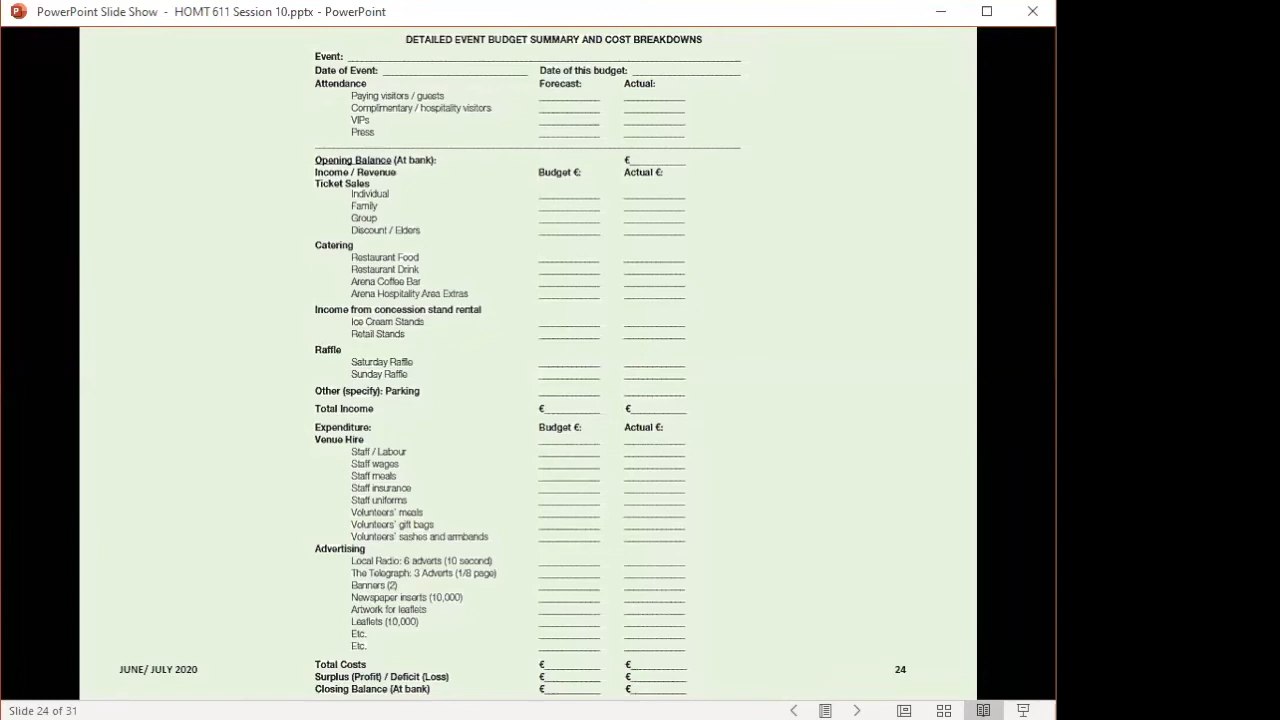 PowerPoint Slide Show - HOMT 611 Session 10.pptx - PowerPoint
DETAILED EVENT BUDGET SUMMARY AND COST BREAKDOWNS
Event:
Date of Event: Date of this budget:
Attendance Forecast: Actual:
Paying visitors / guests
Complimentary / hospitality visitors
VIPs
Press
Opening Balance (At bank): €
Income / Revenue Budget €: Actual €:
Ticket Sales
Individual
Family
Group
Discount / Elders
Catering
Restaurant Food
Restaurant Drink
Arena Coffee Bar
Arena Hospitality Area Extras
Income from concession stand rental
Ice Cream Stands
Retail Stands
Raffle
Saturday Raffle
Sunday Raffle
Other (specify): Parking
Total Income € €
Expenditure: Budget €: Actual €:
Venue Hire
Staff / Labour
Staff wages
Staff meals
Staff insurance
Staff uniforms
Volunteers' meals
Volunteers' gift bags
Volunteers' sashes and armbands
Advertising
Local Radio: 6 adverts (10 second)
The Telegraph: 3 Adverts (1/8 page)
Banners (2)
Newspaper inserts (10,000)
Artwork for leaflets
Leaflets (10,000)
Etc.
Etc.
Total Costs € €
Surplus (Profit) / Deficit (Loss) € €
Closing Balance (At bank) € €
JUNE/ JULY 2020 24
Slide 24 of 31